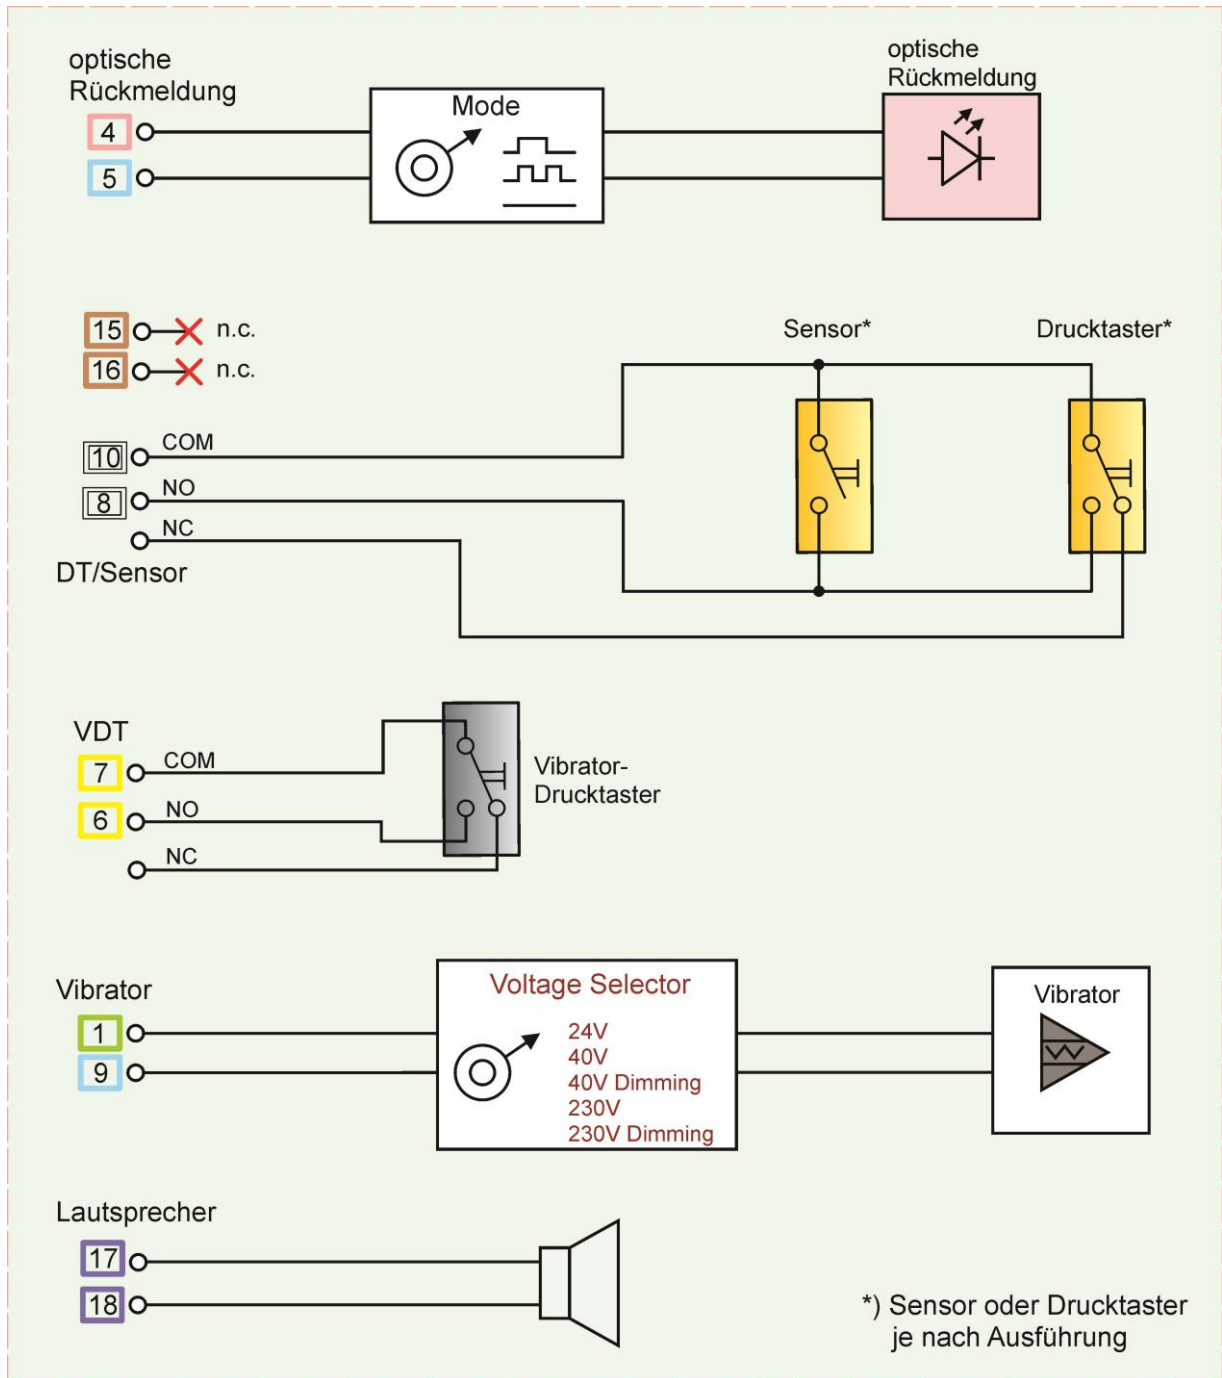 optische
Rückmeldung
4
5
Mode
optische
Rückmeldung
15 n.c.
16 n.c.
Sensor*
Drucktaster*
10 COM
8 NO
NC
DT/Sensor
VDT
7 COM
6 NO
NC
Vibrator-
Drucktaster
Vibrator
1
9
Voltage Selector
24V
40V
40V Dimming
230V
230V Dimming
Vibrator
Lautsprecher
17
18
*) Sensor oder Drucktaster
je nach Ausführung